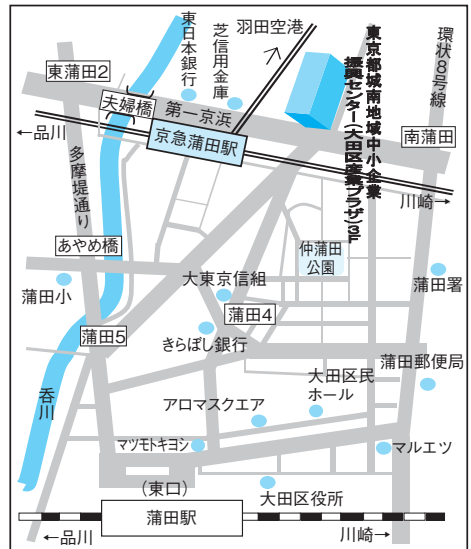 羽田空港
東日本銀行
芝信用金庫
東京都城南地域中小企業
振興センター(大田区産業プラザ)3F
環状8号線
東蒲田2
夫婦橋
第一京浜
南蒲田
←品川
京急蒲田駅
川崎→
多摩堤通り
あやめ橋
仲蒲田
公園
大東京信組
蒲田小
蒲田署
蒲田4
蒲田5
きらぼし銀行
蒲田郵便局
大田区民
ホール
呑川
アロマスクエア
マツモトキヨシ
マルエツ
(東口)
大田区役所
蒲田駅
←品川
川崎→